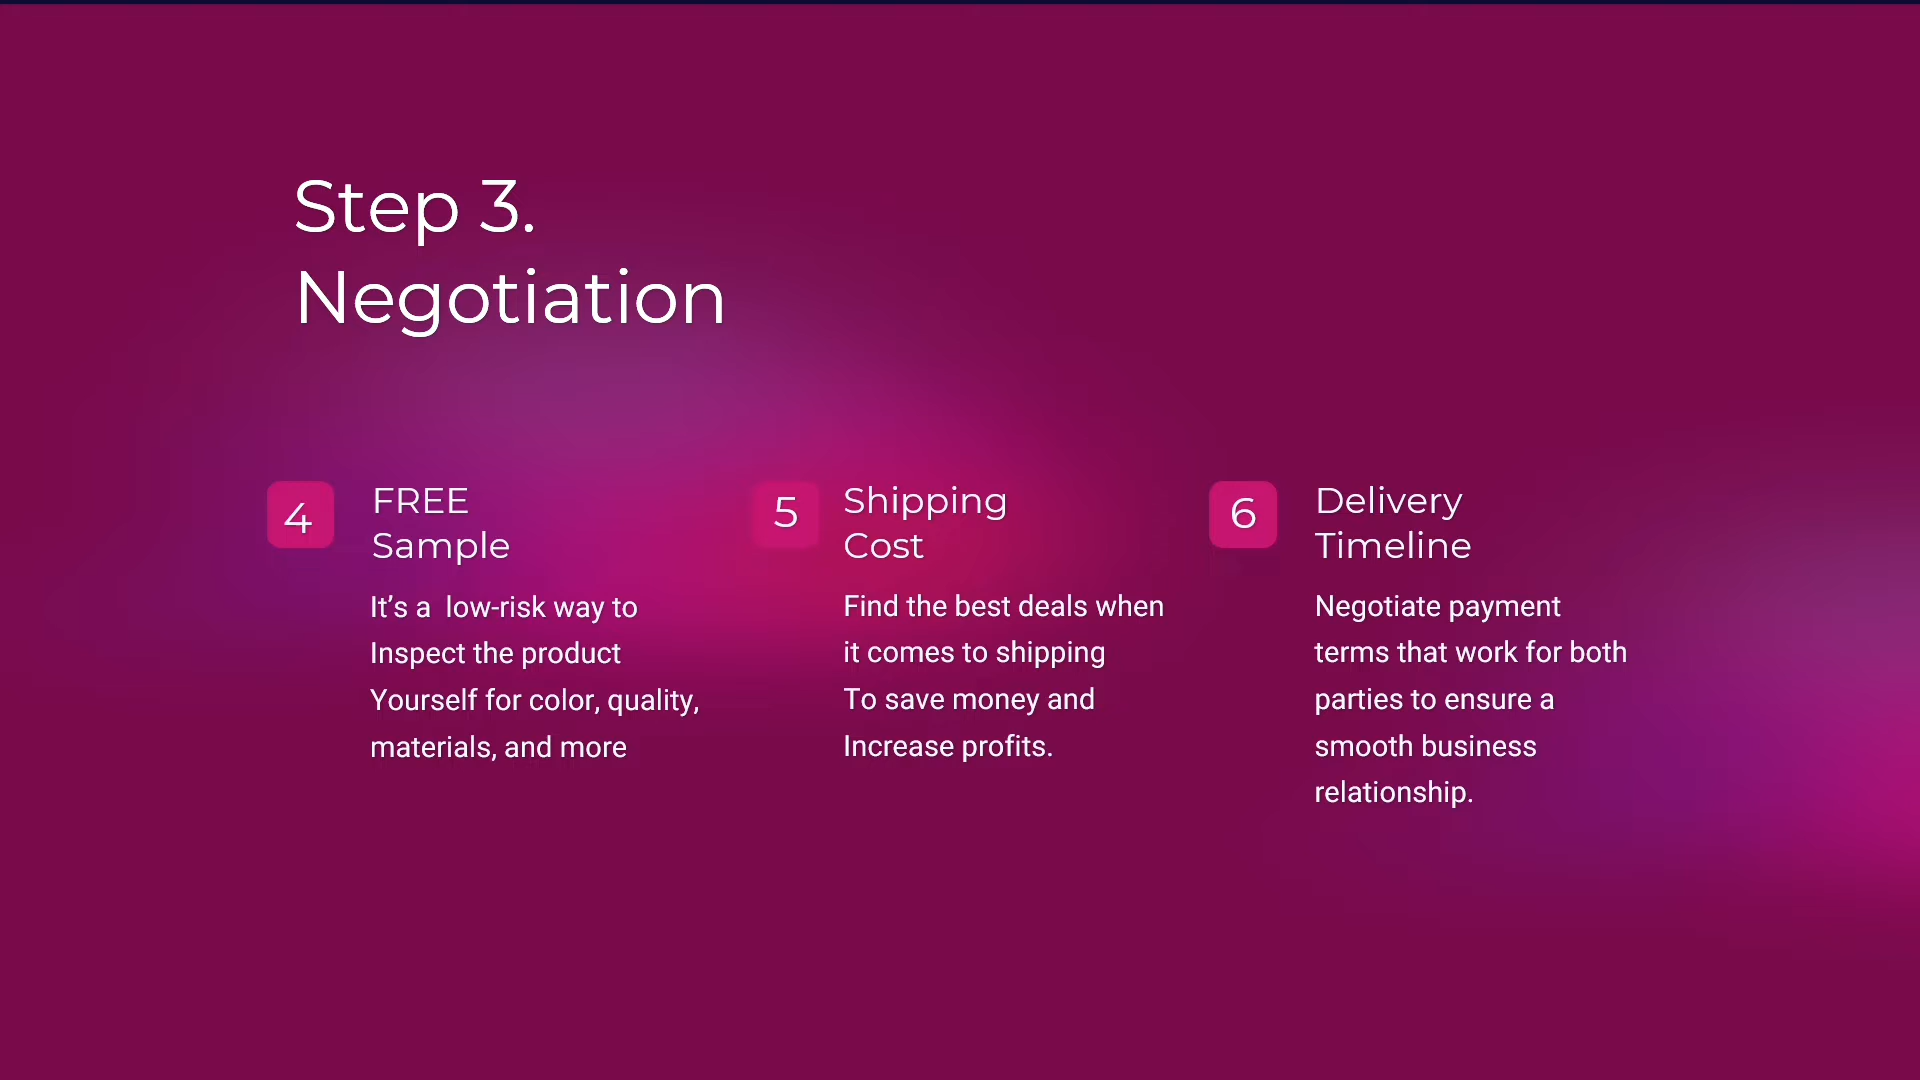 Step 3.
Negotiation
4
FREE
Sample
It’s a  low-risk way to
Inspect the product
Yourself for color, quality,
materials, and more
5
Shipping
Cost
Find the best deals when
it comes to shipping
To save money and
Increase profits.
6
Delivery
Timeline
Negotiate payment
terms that work for both
parties to ensure a
smooth business
relationship.